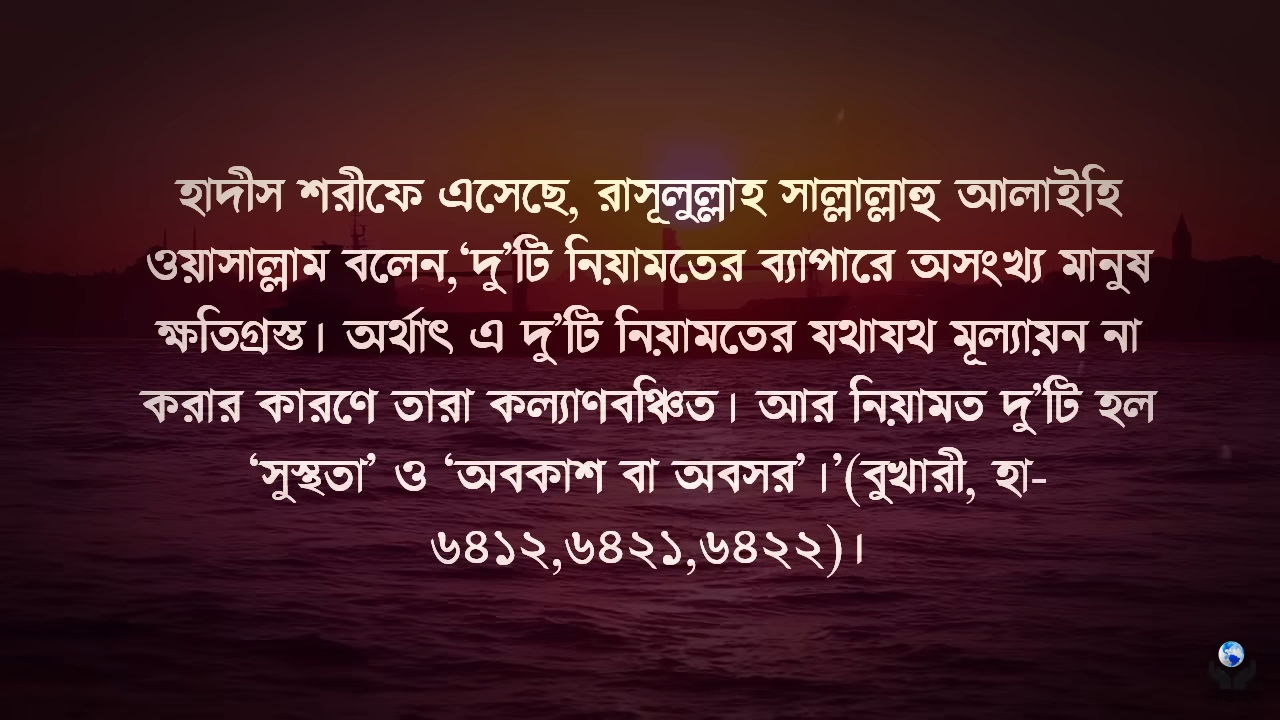 হাদীস শরীফে এসেছে, রাসূলুল্লাহ সাল্লাল্লাহু আলাইহি
ওয়াসাল্লাম বলেন,‘দু’টি নিয়ামতের ব্যাপারে অসংখ্য মানুষ
ক্ষতিগ্রস্ত। অর্থাৎ এ দু’টি নিয়ামতের যথাযথ মূল্যায়ন না
করার কারণে তারা কল্যাণবঞ্চিত। আর নিয়ামত দু’টি হল
‘সুস্থতা’ ও ‘অবকাশ বা অবসর’।’(বুখারী, হা-
৬৪১২,৬৪২১,৬৪২২)।